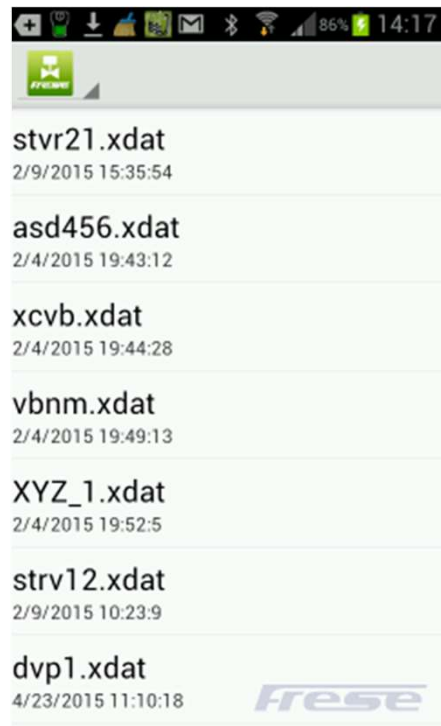 86% 14:17
FRESE
stvr21.xdat
2/9/2015 15:35:54
asd456.xdat
2/4/2015 19:43:12
xcvb.xdat
2/4/2015 19:44:28
vbnm.xdat
2/4/2015 19:49:13
XYZ_1.xdat
2/4/2015 19:52:5
strv12.xdat
2/9/2015 10:23:9
dvp1.xdat
4/23/2015 11:10:18
Frese